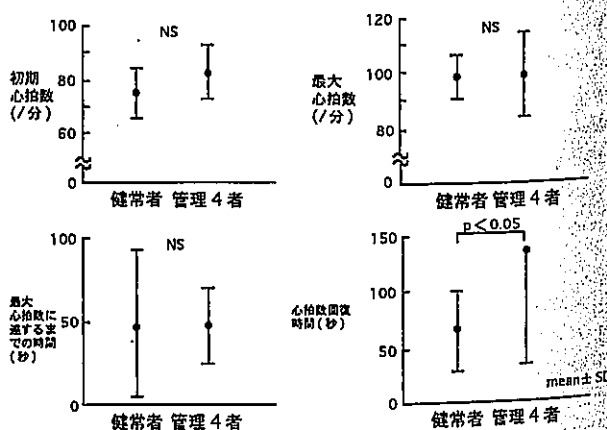 100
NS
80
初期
心拍数
(/分)
60
0
健常者 管理4者
120
NS
100
最大
心拍数
(/分)
80
0
健常者 管理4者
100
NS
最大
心拍数に
達するま
での時間
(秒)
50
0
健常者 管理4者
150
p<0.05
100
心拍数回復
時間(秒)
50
0
mean±SD
健常者 管理4者